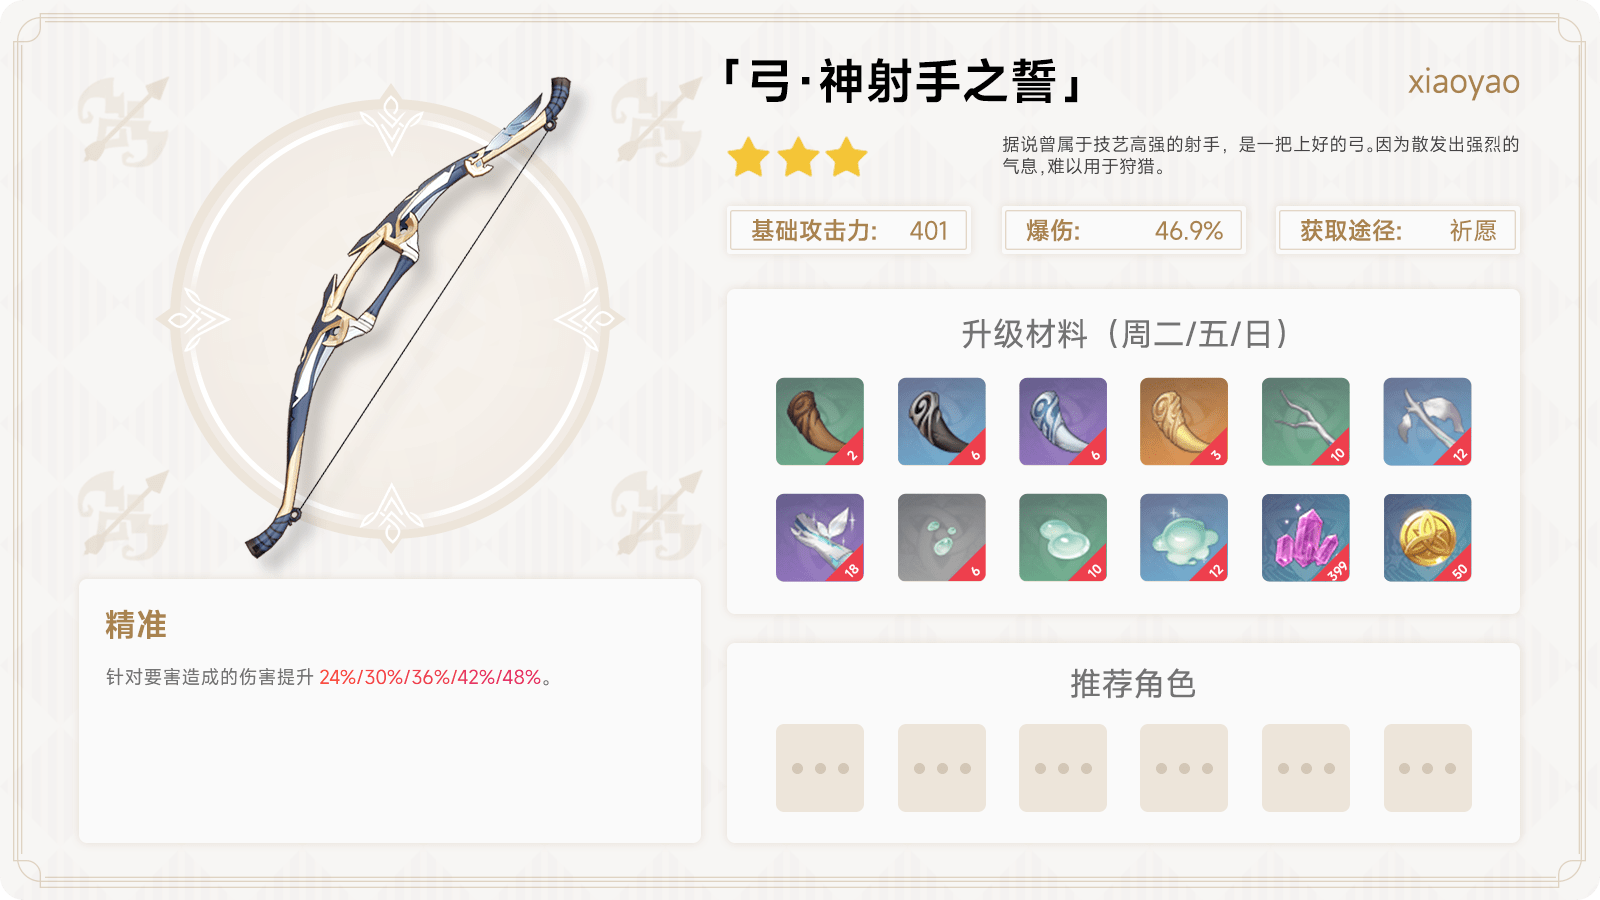 「弓·神射手之誓」
xiaoyao
据说曾属于技艺高强的射手，是一把上好的弓。因为散发出强烈的
气息,难以用于狩猎。
基础攻击力: 401
爆伤: 46.9%
获取途径: 祈愿
升级材料（周二/五/日）
2 6 6 3 10 12
18 6 10 12 399 50
精准
针对要害造成的伤害提升 24%/30%/36%/42%/48%。
推荐角色